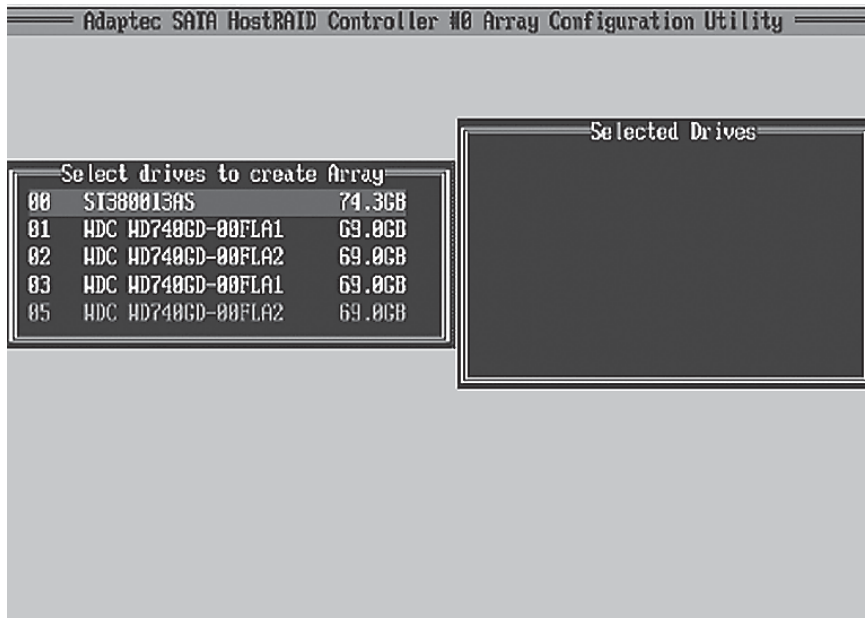 Adaptec SATA HostRAID Controller #0 Array Configuration Utility
Selected Drives
Select drives to create Array
00 ST380013AS 74.3GB
01 WDC WD740GD-00FLA1 69.0GB
02 WDC WD740GD-00FLA2 69.0GB
03 WDC WD740GD-00FLA1 69.0GB
05 WDC WD740GD-00FLA2 69.0GB